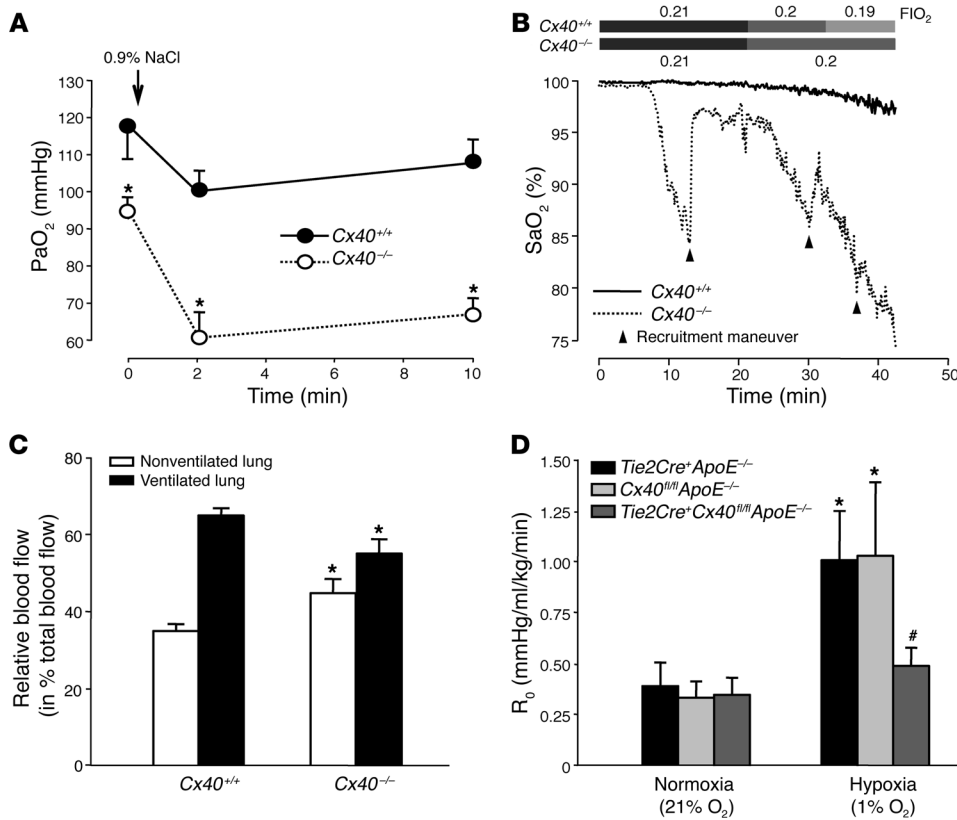 A
0.9% NaCl
130
120
110
100
90
80
70
60
PaO₂ (mmHg)
*
*
*
Cx40⁺/⁺
Cx40⁻/⁻
0
2
4
6
8
10
Time (min)
B
0.21
0.2
0.19
FIO₂
Cx40⁺/⁺
Cx40⁻/⁻
0.21
0.2
100
95
90
85
80
75
SaO₂ (%)
Cx40⁺/⁺
Cx40⁻/⁻
Recruitment maneuver
0
10
20
30
40
50
Time (min)
C
Nonventilated lung
Ventilated lung
80
60
40
20
0
Relative blood flow
(in % total blood flow)
*
*
Cx40⁺/⁺
Cx40⁻/⁻
D
Tie2Cre⁺ApoE⁻/⁻
Cx40ᶠˡ/ᶠˡApoE⁻/⁻
Tie2Cre⁺Cx40ᶠˡ/ᶠˡApoE⁻/⁻
1.50
1.25
1.00
0.75
0.50
0.25
0
R₀ (mmHg/ml/kg/min)
*
*
#
Normoxia
(21% O₂)
Hypoxia
(1% O₂)